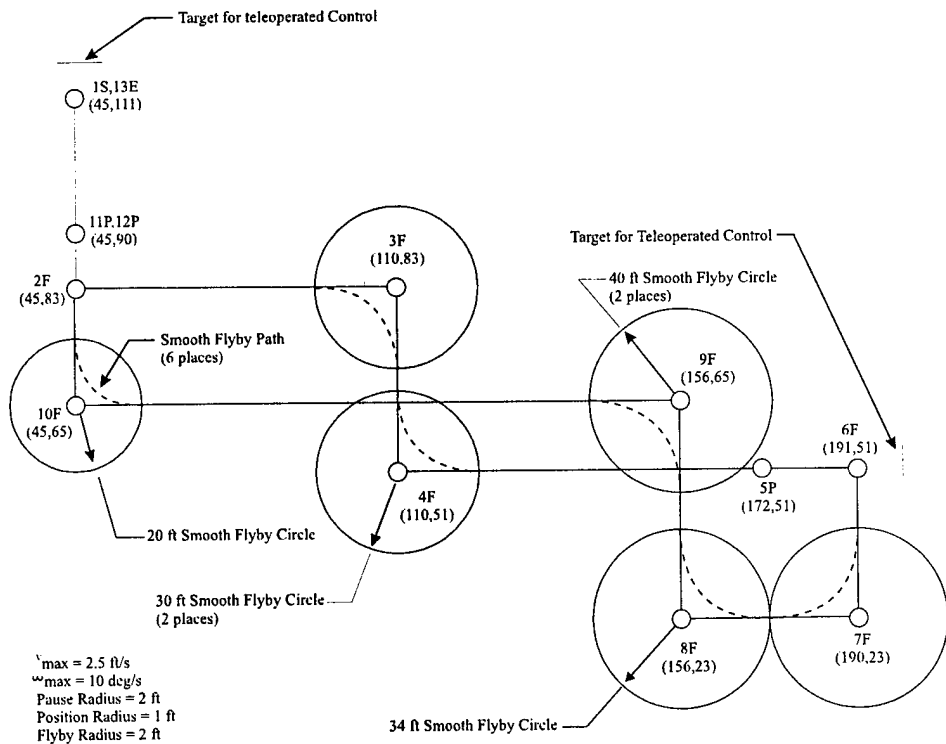 Target for teleoperated Control
1S,13E
(45,111)
11P,12P
(45,90)
2F
(45,83)
3F
(110,83)
Target for Teleoperated Control
40 ft Smooth Flyby Circle
(2 places)
Smooth Flyby Path
(6 places)
9F
(156,65)
10F
(45,65)
6F
(191,51)
4F
(110,51)
5P
(172,51)
20 ft Smooth Flyby Circle
30 ft Smooth Flyby Circle
(2 places)
8F
(156,23)
7F
(190,23)
34 ft Smooth Flyby Circle
vmax = 2.5 ft/s
ωmax = 10 deg/s
Pause Radius = 2 ft
Position Radius = 1 ft
Flyby Radius = 2 ft